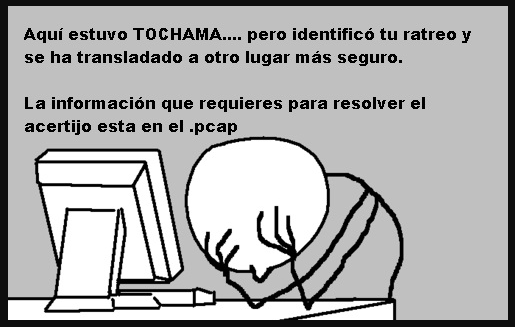 Aquí estuvo TOCHAMA.... pero identificó tu ratreo y
se ha transladado a otro lugar más seguro.
La información que requieres para resolver el
acertijo esta en el .pcap